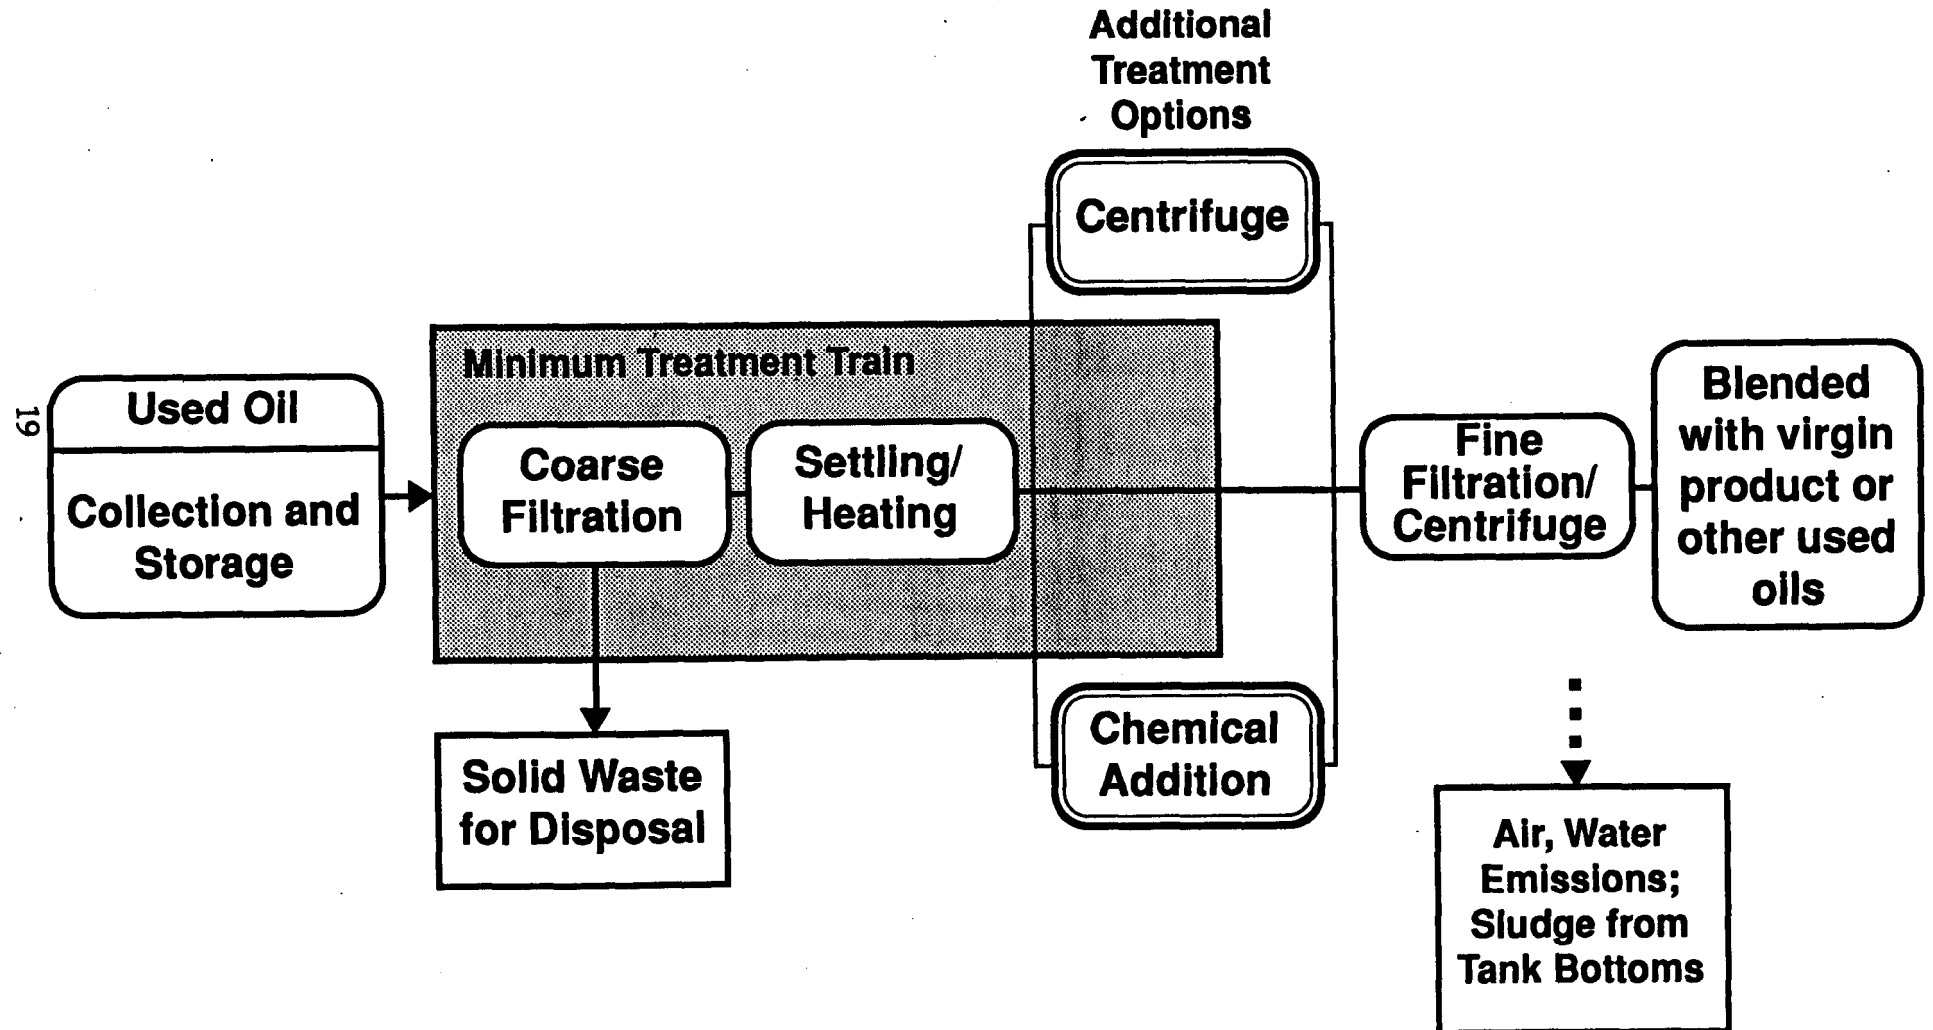 Additional
Treatment
Options
Centrifuge
Minimum Treatment Train
Used Oil
Collection and
Storage
Coarse
Filtration
Settling/
Heating
Fine
Filtration/
Centrifuge
Blended
with virgin
product or
other used
oils
Solid Waste
for Disposal
Chemical
Addition
Air, Water
Emissions;
Sludge from
Tank Bottoms
19